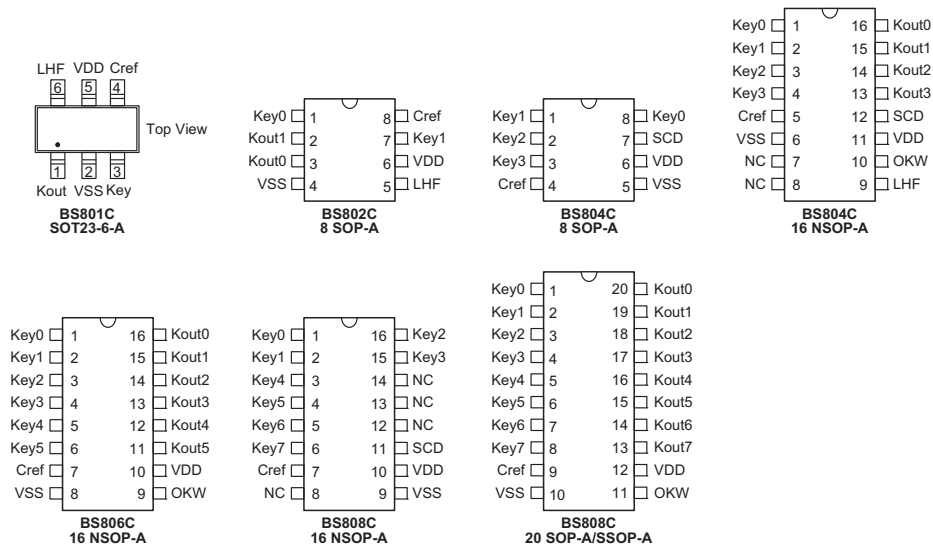 LHF VDD Cref
6 5 4
Top View
1 2 3
Kout VSS Key
BS801C
SOT23-6-A
Key0 1 8 Cref
Kout1 2 7 Key1
Kout0 3 6 VDD
VSS 4 5 LHF
BS802C
8 SOP-A
Key1 1 8 Key0
Key2 2 7 SCD
Key3 3 6 VDD
Cref 4 5 VSS
BS804C
8 SOP-A
Key0 1 16 Kout0
Key1 2 15 Kout1
Key2 3 14 Kout2
Key3 4 13 Kout3
Cref 5 12 SCD
VSS 6 11 VDD
NC 7 10 OKW
NC 8 9 LHF
BS804C
16 NSOP-A
Key0 1 16 Kout0
Key1 2 15 Kout1
Key2 3 14 Kout2
Key3 4 13 Kout3
Key4 5 12 Kout4
Key5 6 11 Kout5
Cref 7 10 VDD
VSS 8 9 OKW
BS806C
16 NSOP-A
Key0 1 16 Key2
Key1 2 15 Key3
Key4 3 14 NC
Key5 4 13 NC
Key6 5 12 NC
Key7 6 11 SCD
Cref 7 10 VDD
NC 8 9 VSS
BS808C
16 NSOP-A
Key0 1 20 Kout0
Key1 2 19 Kout1
Key2 3 18 Kout2
Key3 4 17 Kout3
Key4 5 16 Kout4
Key5 6 15 Kout5
Key6 7 14 Kout6
Key7 8 13 Kout7
Cref 9 12 VDD
VSS 10 11 OKW
BS808C
20 SOP-A/SSOP-A